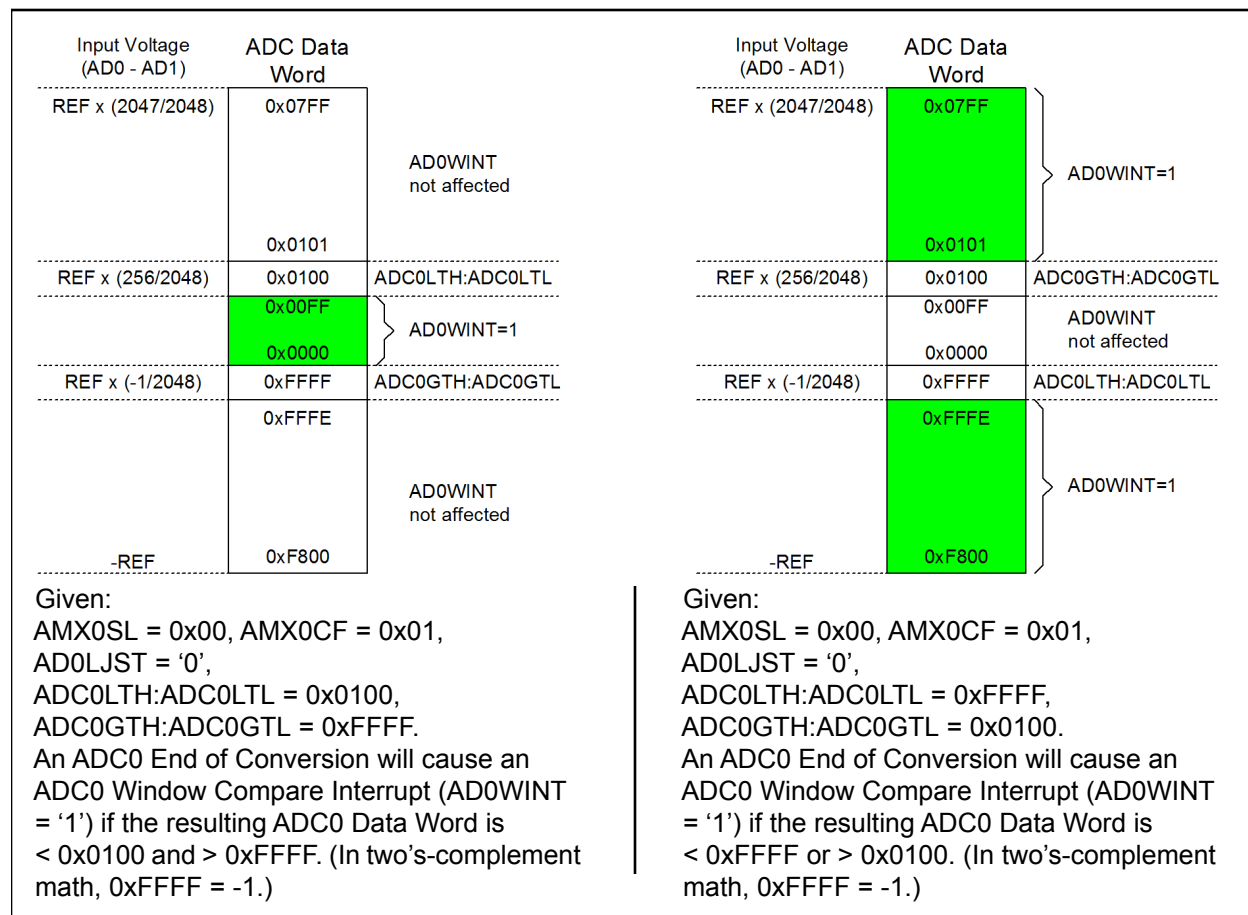 Input Voltage
(AD0 - AD1)
ADC Data
Word
REF x (2047/2048)
0x07FF
AD0WINT
not affected
0x0101
REF x (256/2048)
0x0100
ADC0LTH:ADC0LTL
0x00FF
AD0WINT=1
0x0000
REF x (-1/2048)
0xFFFF
ADC0GTH:ADC0GTL
0xFFFE
AD0WINT
not affected
-REF
0xF800
Given:
AMX0SL = 0x00, AMX0CF = 0x01,
AD0LJST = ‘0’,
ADC0LTH:ADC0LTL = 0x0100,
ADC0GTH:ADC0GTL = 0xFFFF.
An ADC0 End of Conversion will cause an
ADC0 Window Compare Interrupt (AD0WINT
= ‘1’) if the resulting ADC0 Data Word is
< 0x0100 and > 0xFFFF. (In two’s-complement
math, 0xFFFF = -1.)
Input Voltage
(AD0 - AD1)
ADC Data
Word
REF x (2047/2048)
0x07FF
AD0WINT=1
0x0101
REF x (256/2048)
0x0100
ADC0GTH:ADC0GTL
0x00FF
AD0WINT
not affected
0x0000
REF x (-1/2048)
0xFFFF
ADC0LTH:ADC0LTL
0xFFFE
AD0WINT=1
-REF
0xF800
Given:
AMX0SL = 0x00, AMX0CF = 0x01,
AD0LJST = ‘0’,
ADC0LTH:ADC0LTL = 0xFFFF,
ADC0GTH:ADC0GTL = 0x0100.
An ADC0 End of Conversion will cause an
ADC0 Window Compare Interrupt (AD0WINT
= ‘1’) if the resulting ADC0 Data Word is
< 0xFFFF or > 0x0100. (In two’s-complement
math, 0xFFFF = -1.)